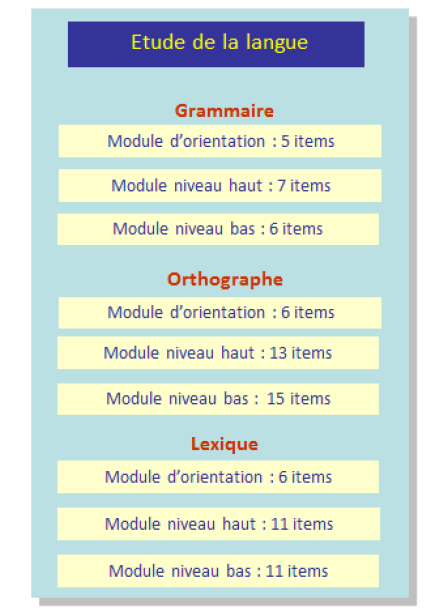 Etude de la langue
Grammaire
Module d'orientation : 5 items
Module niveau haut : 7 items
Module niveau bas : 6 items
Orthographe
Module d'orientation : 6 items
Module niveau haut : 13 items
Module niveau bas : 15 items
Lexique
Module d'orientation : 6 items
Module niveau haut : 11 items
Module niveau bas : 11 items